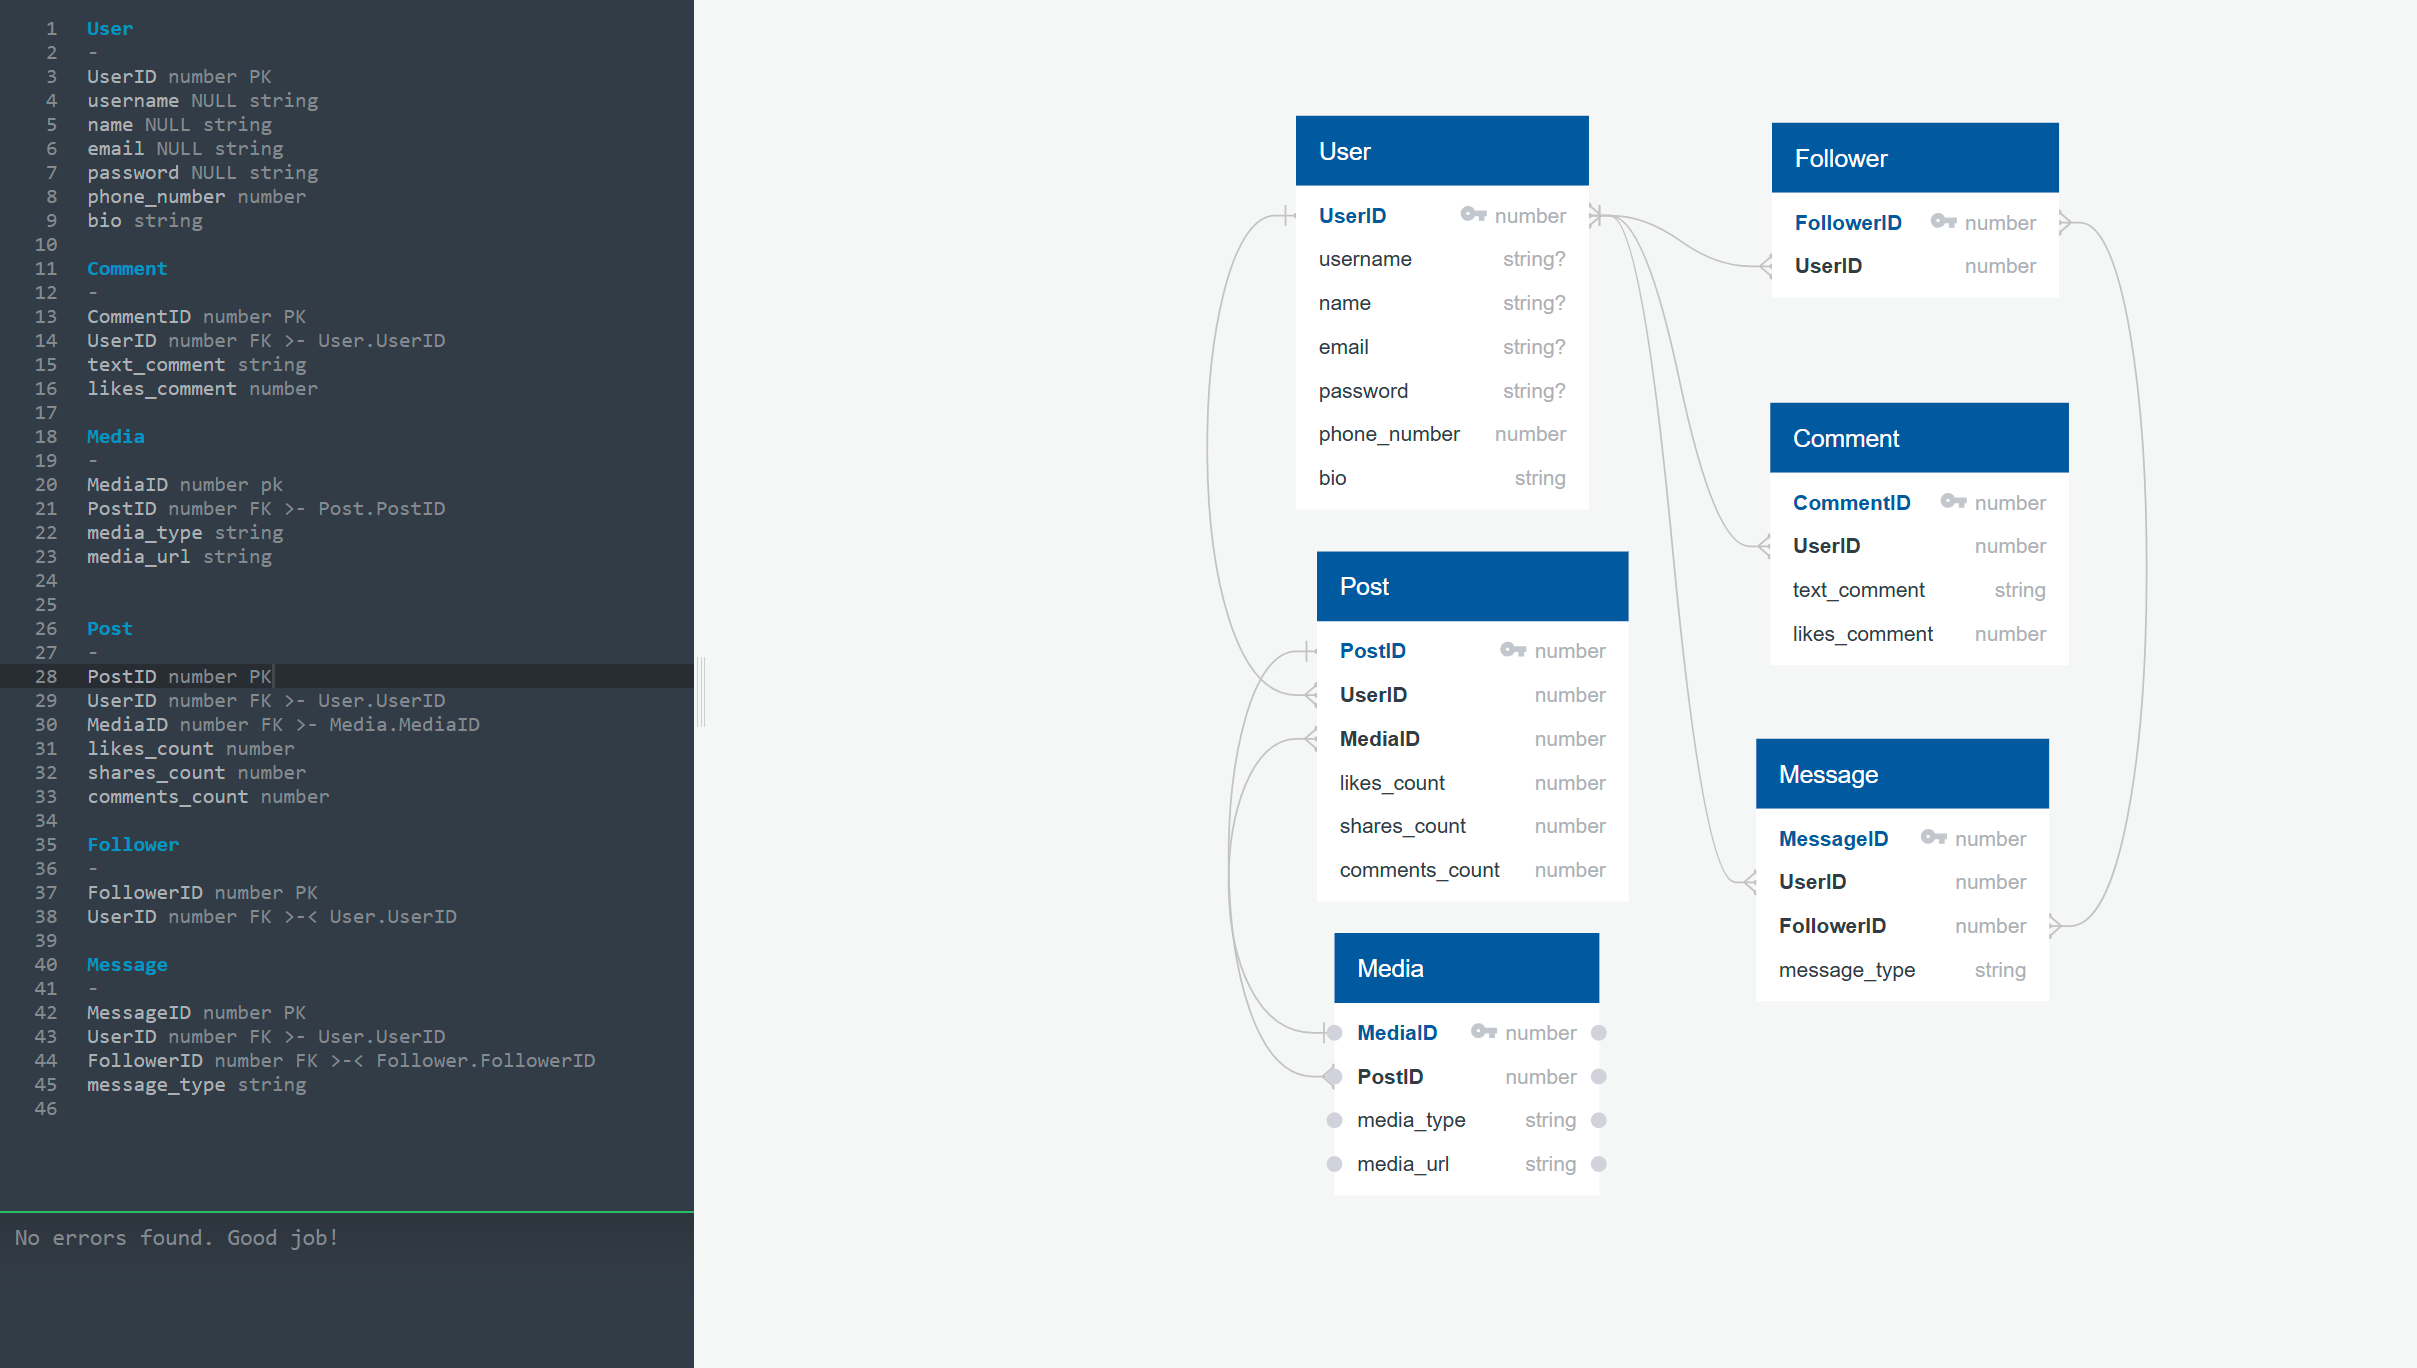 1 User
2 -
3 UserID number PK
4 username NULL string
5 name NULL string
6 email NULL string
7 password NULL string
8 phone_number number
9 bio string
10
11 Comment
12 -
13 CommentID number PK
14 UserID number FK >- User.UserID
15 text_comment string
16 likes_comment number
17
18 Media
19 -
20 MediaID number pk
21 PostID number FK >- Post.PostID
22 media_type string
23 media_url string
24
25
26 Post
27 -
28 PostID number PK
29 UserID number FK >- User.UserID
30 MediaID number FK >- Media.MediaID
31 likes_count number
32 shares_count number
33 comments_count number
34
35 Follower
36 -
37 FollowerID number PK
38 UserID number FK >-< User.UserID
39
40 Message
41 -
42 MessageID number PK
43 UserID number FK >- User.UserID
44 FollowerID number FK >-< Follower.FollowerID
45 message_type string
46
No errors found. Good job!
User
UserID number
username string?
name string?
email string?
password string?
phone_number number
bio string
Post
PostID number
UserID number
MediaID number
likes_count number
shares_count number
comments_count number
Media
MediaID number
PostID number
media_type string
media_url string
Follower
FollowerID number
UserID number
Comment
CommentID number
UserID number
text_comment string
likes_comment number
Message
MessageID number
UserID number
FollowerID number
message_type string